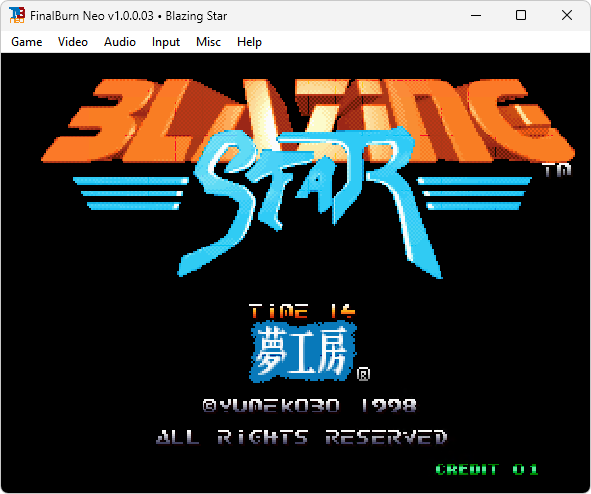 FinalBurn Neo v1.0.0.03 • Blazing Star
Game Video Audio Input Misc Help
BLAZING
STAR
TM
TIME 14
夢工房®
©YUMEKOBO 1998
ALL RIGHTS RESERVED
CREDIT 01